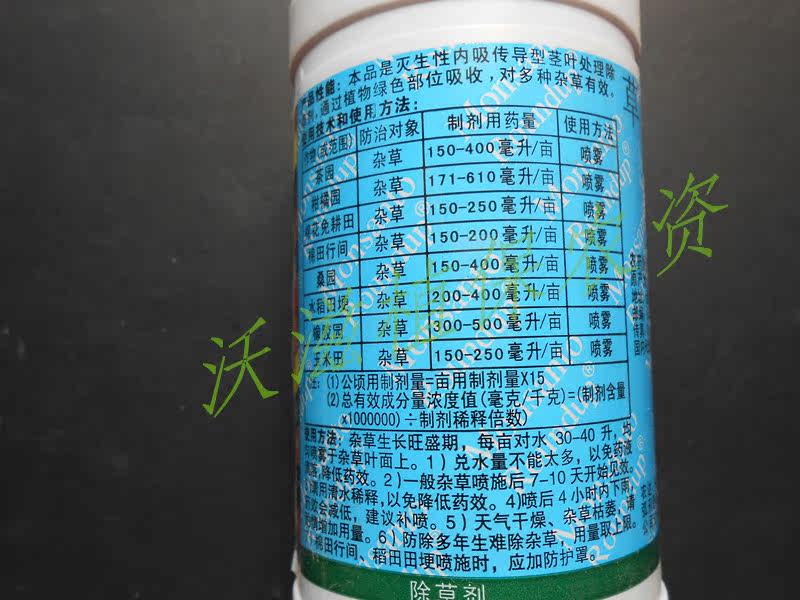 产品性能：本品是灭生性内吸传导型茎叶处理除
草剂，通过植物绿色部位吸收，对多种杂草有效。
使用技术和使用方法：
作物(或范围) 防治对象 制剂用药量 使用方法
茶园 杂草 150-400毫升/亩 喷雾
柑橘园 杂草 171-610毫升/亩 喷雾
棉花免耕田 杂草 150-250毫升/亩 喷雾
棉田行间 杂草 150-200毫升/亩 喷雾
桑园 杂草 150-400毫升/亩 喷雾
水稻田埂 杂草 200-400毫升/亩 喷雾
橡胶园 杂草 300-500毫升/亩 喷雾
玉米田 杂草 150-250毫升/亩 喷雾
注：(1)公顷用制剂量=亩用制剂量X15
(2)总有效成分量浓度值(毫克/千克)=(制剂含量
x1000000)÷制剂稀释倍数)
使用方法：杂草生长旺盛期，每亩对水 30-40 升，均
喷雾于杂草叶面上。1）兑水量不能太多，以免药液
降低药效。2）一般杂草喷施后7-10天开始见效。
用清水稀释，以免降低药效。4)喷后4小时内下雨，
药效会减低，建议补喷。5）天气干燥、杂草枯萎，请
增加用量。6）防除多年生难除杂草，用量取上限。
棉田行间、稻田田埂喷施时，应加防护罩。
除草剂
Monsanto
Roundup®
草
沃
资